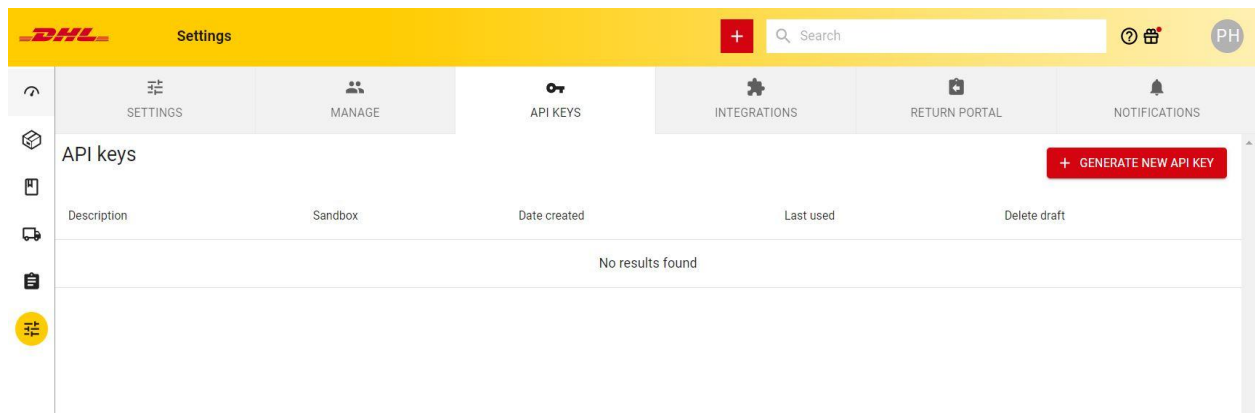 DHL
Settings
+ Search
PH
SETTINGS
MANAGE
API KEYS
INTEGRATIONS
RETURN PORTAL
NOTIFICATIONS
API keys
+ GENERATE NEW API KEY
Description Sandbox Date created Last used Delete draft
No results found